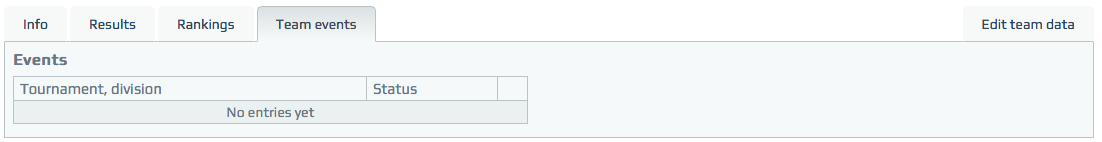 Info Results Rankings Team events Edit team data
Events
Tournament, division Status
No entries yet